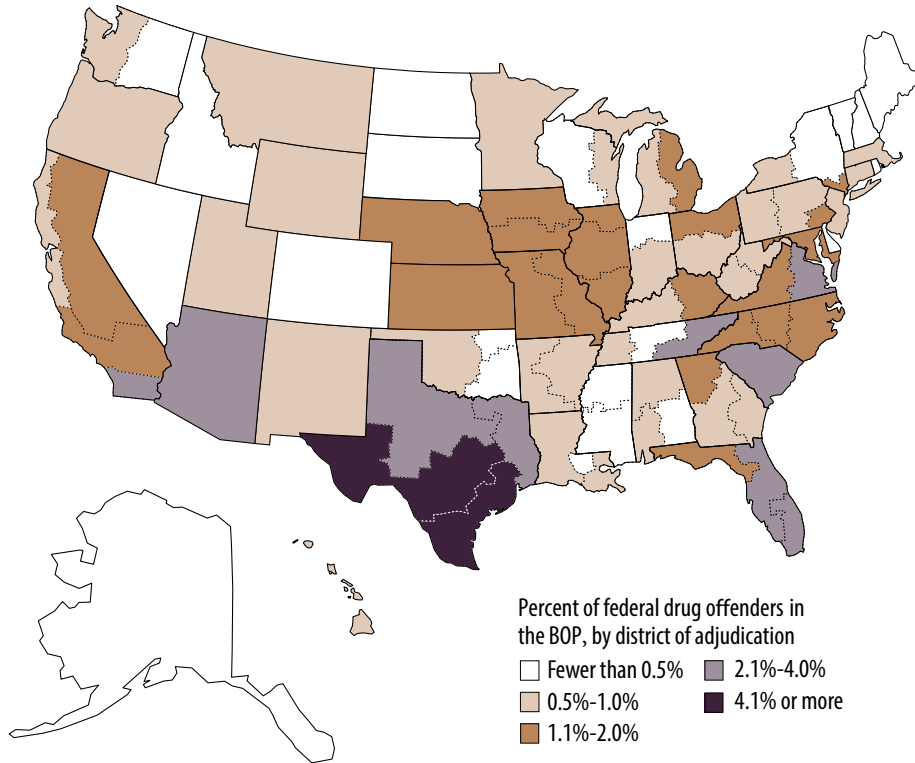 Percent of federal drug offenders in
the BOP, by district of adjudication
Fewer than 0.5%
0.5%-1.0%
1.1%-2.0%
2.1%-4.0%
4.1% or more